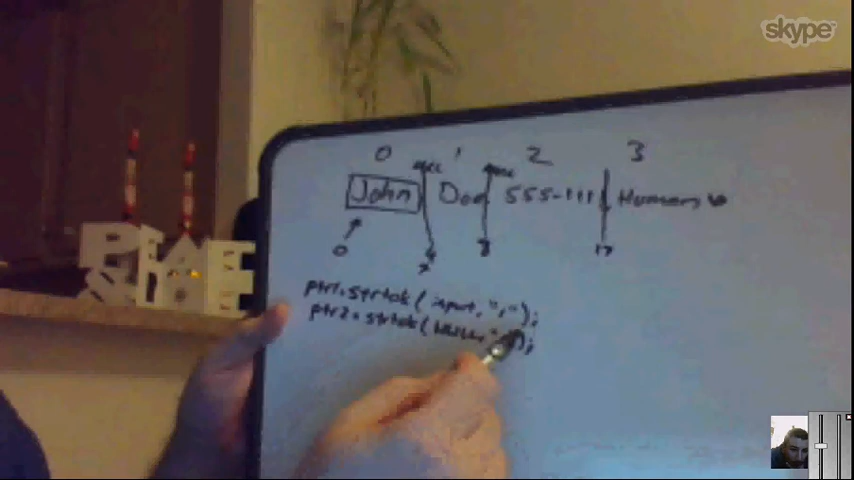 skype
0 1 2 3
John Doe 555-111 Human
0 4 8 17
ptr1=strtok(input, ",");
ptr2=strtok(NULL, ");